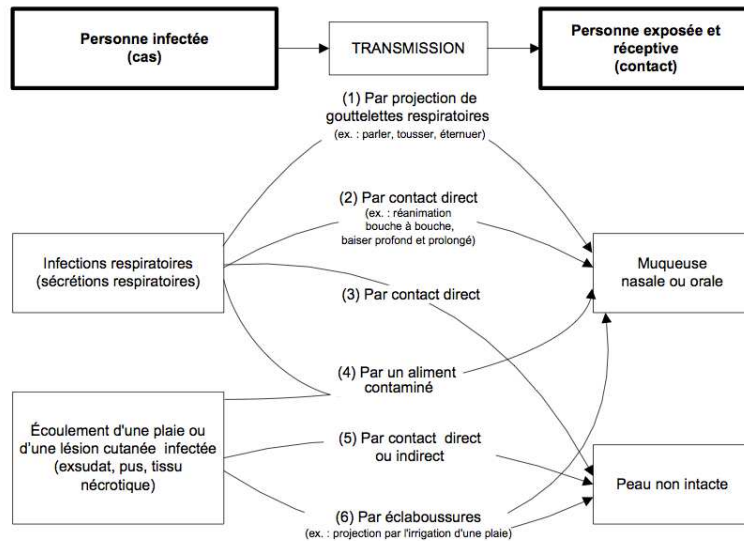 Personne infectée
(cas)
TRANSMISSION
Personne exposée et
réceptive
(contact)
(1) Par projection de
gouttelettes respiratoires
(ex. : parler, tousser, éternuer)
(2) Par contact direct
(ex. : réanimation
bouche à bouche,
baiser profond et prolongé)
Infections respiratoires
(sécrétions respiratoires)
Muqueuse
nasale ou orale
(3) Par contact direct
(4) Par un aliment
contaminé
Écoulement d'une plaie ou
d'une lésion cutanée infectée
(exsudat, pus, tissu
nécrotique)
(5) Par contact direct
ou indirect
Peau non intacte
(6) Par éclaboussures
(ex. : projection par l'irrigation d'une plaie)